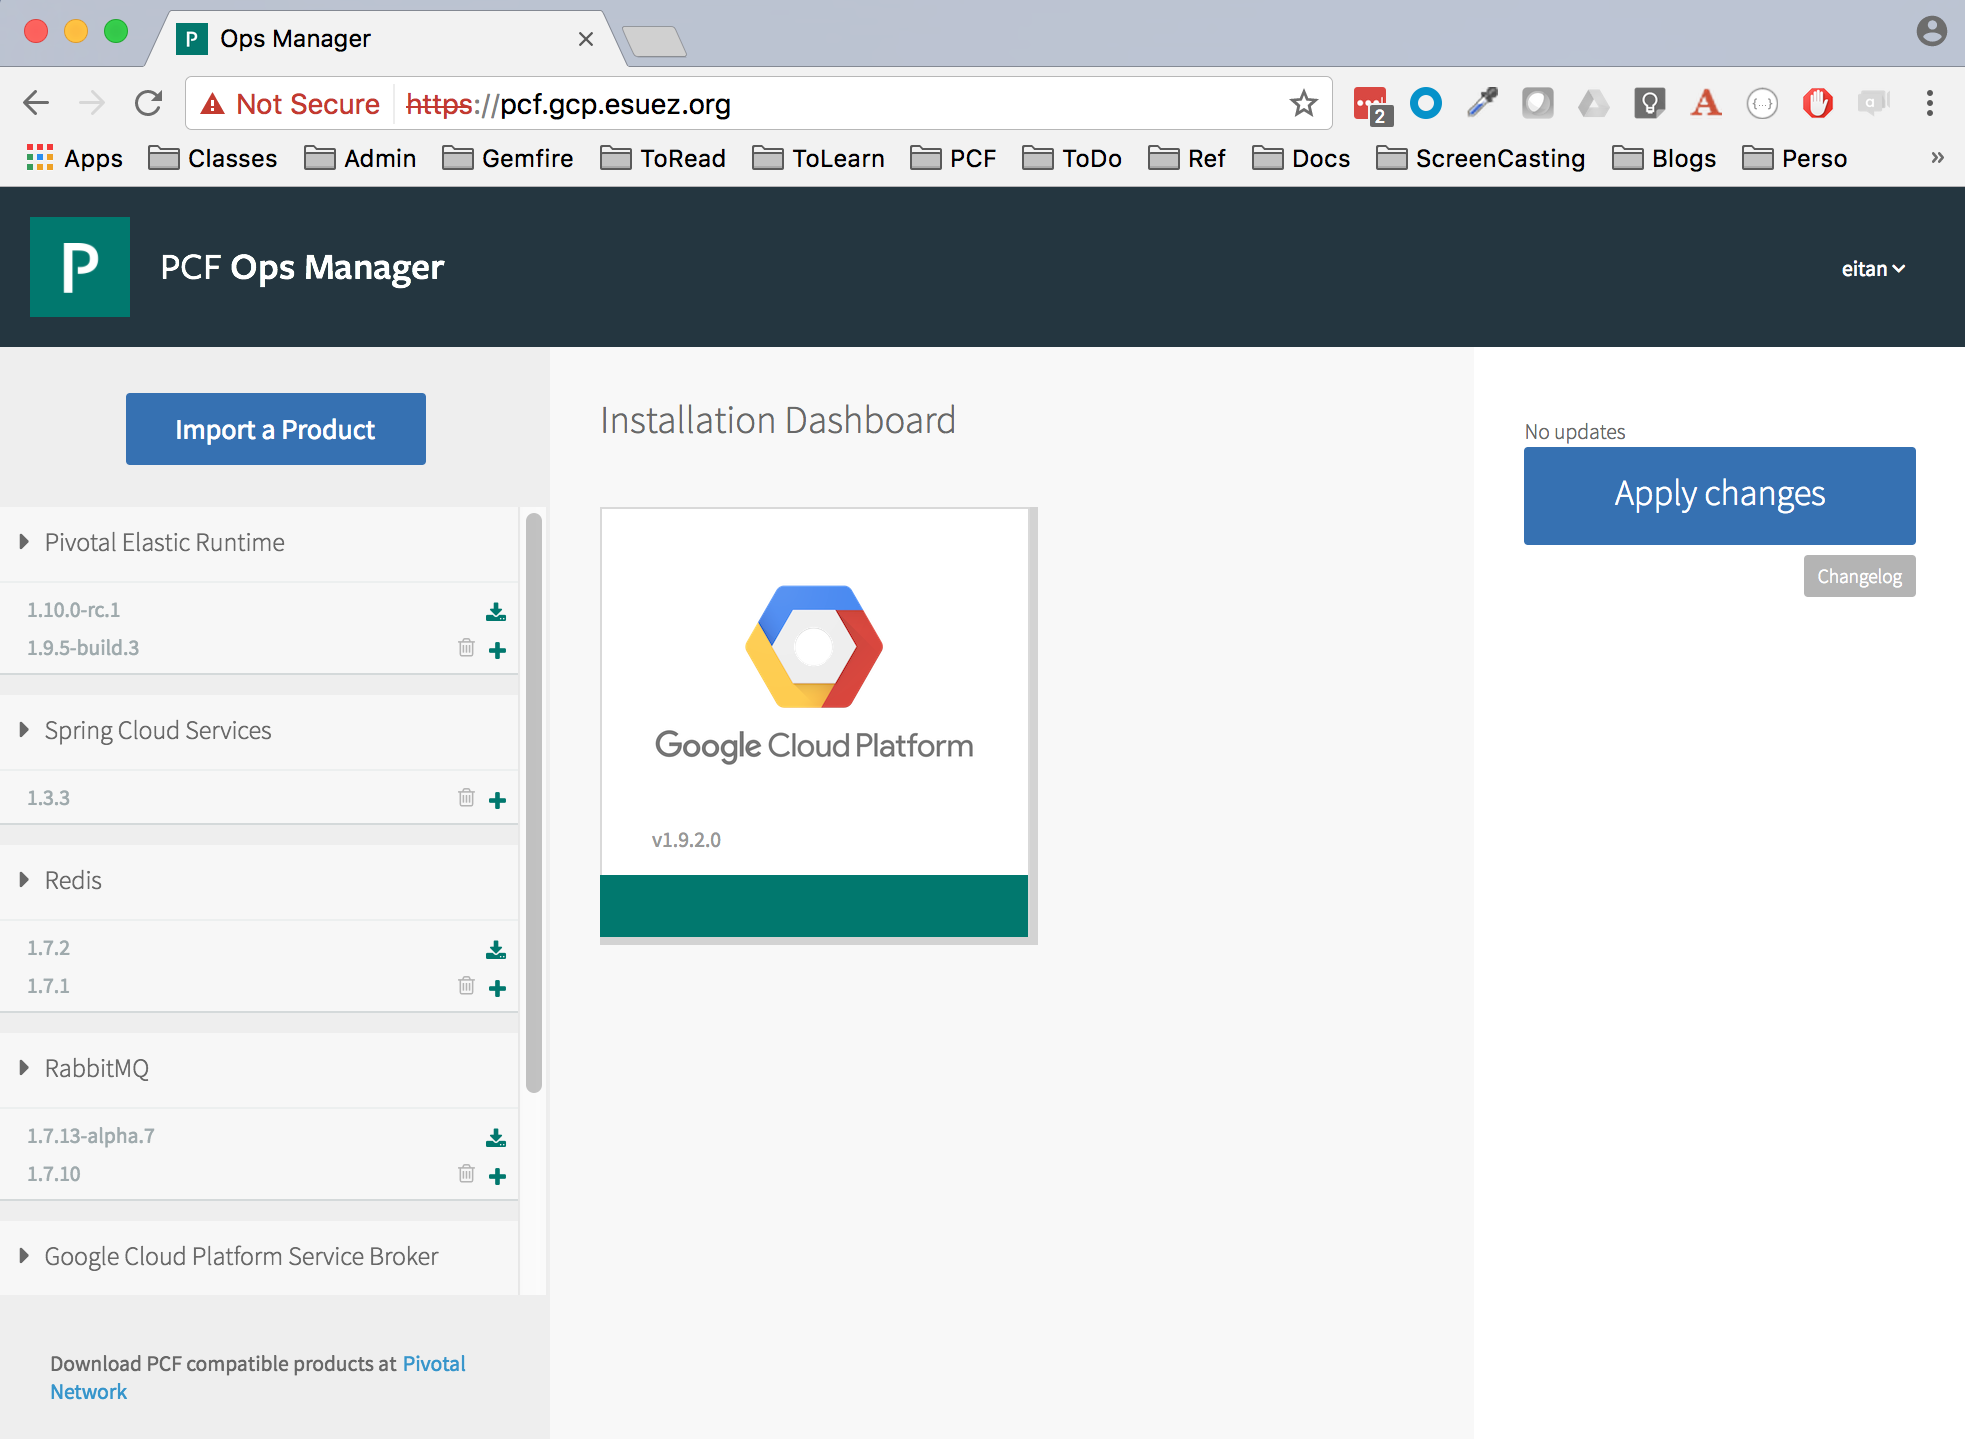 P Ops Manager
Not Secure https://pcf.gcp.esuez.org
2
Apps Classes Admin Gemfire ToRead ToLearn PCF ToDo Ref Docs ScreenCasting Blogs Perso »
P PCF Ops Manager
eitan
Import a Product
Installation Dashboard
No updates
Apply changes
Changelog
Pivotal Elastic Runtime
1.10.0-rc.1
1.9.5-build.3
Spring Cloud Services
1.3.3
Redis
1.7.2
1.7.1
RabbitMQ
1.7.13-alpha.7
1.7.10
Google Cloud Platform Service Broker
Download PCF compatible products at Pivotal
Network
Google Cloud Platform
v1.9.2.0